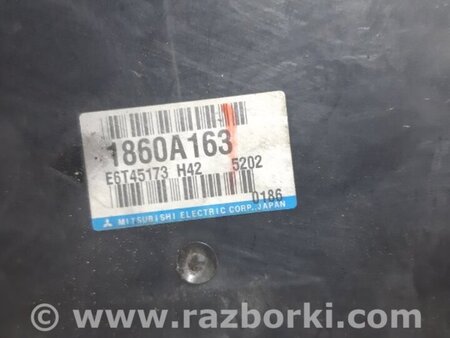 1860A163
E6T45173 H42 5202
0186
MITSUBISHI ELECTRIC CORP. JAPAN
© www.razborki.com